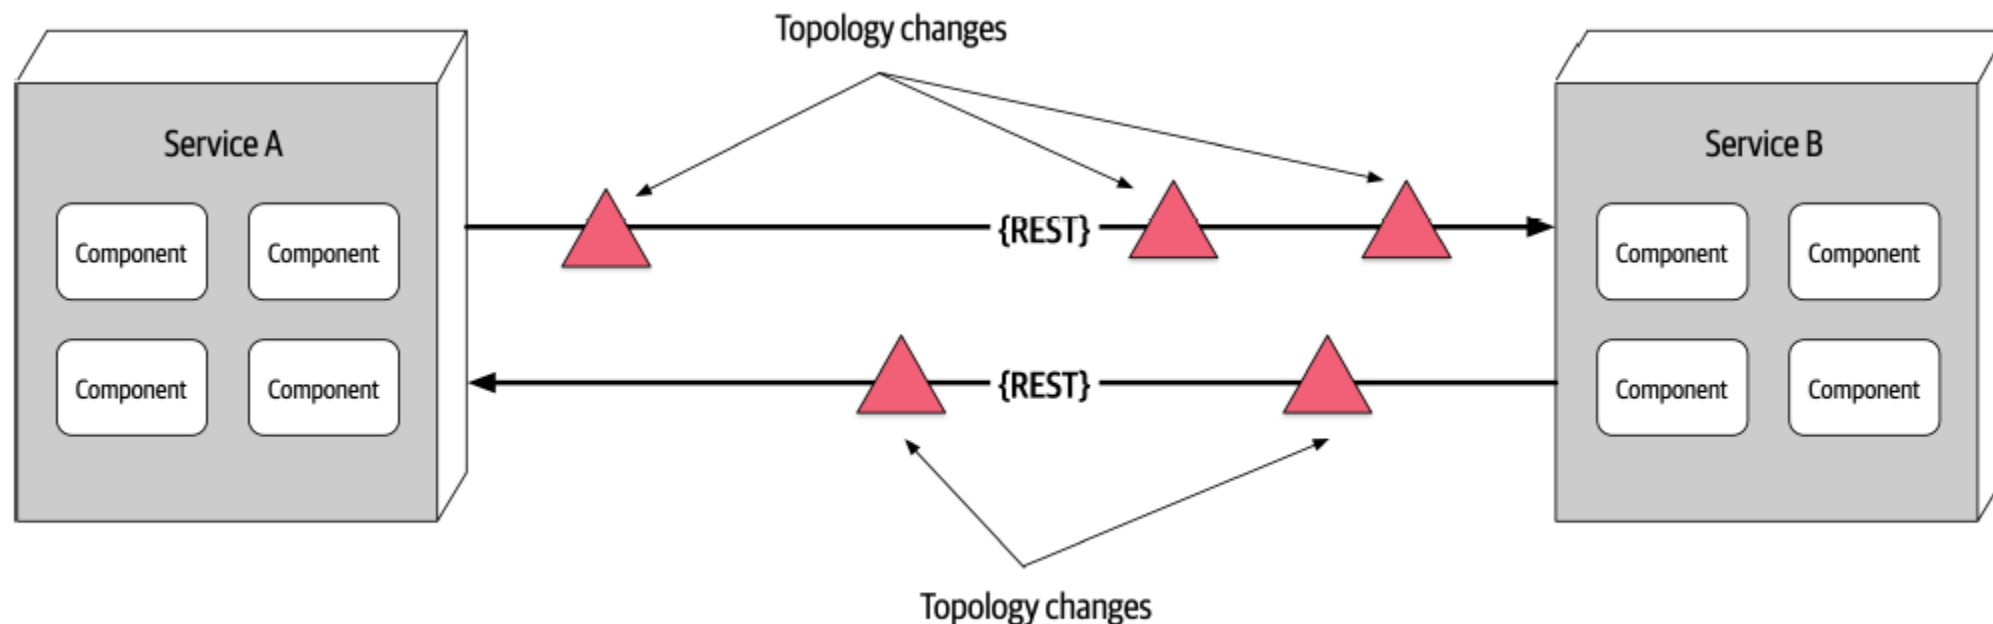 Topology changes
Service A
Component Component
Component Component
{REST}
{REST}
Service B
Component Component
Component Component
Topology changes